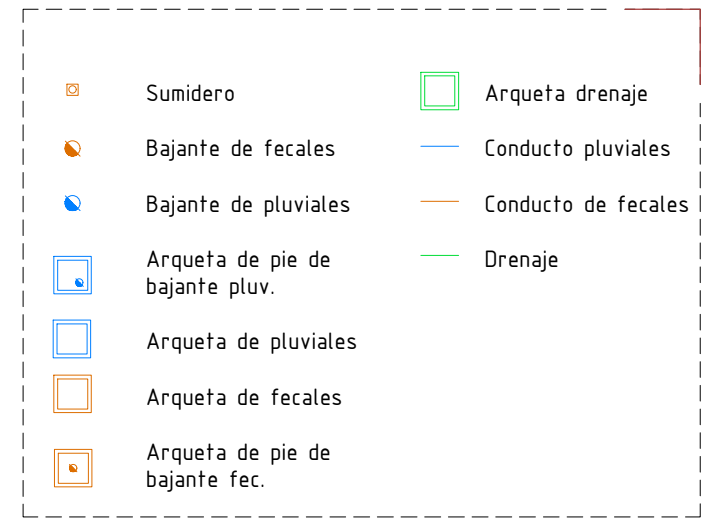 Sumidero
Bajante de fecales
Bajante de pluviales
Arqueta de pie de
bajante pluv.
Arqueta de pluviales
Arqueta de fecales
Arqueta de pie de
bajante fec.
Arqueta drenaje
Conducto pluviales
Conducto de fecales
Drenaje